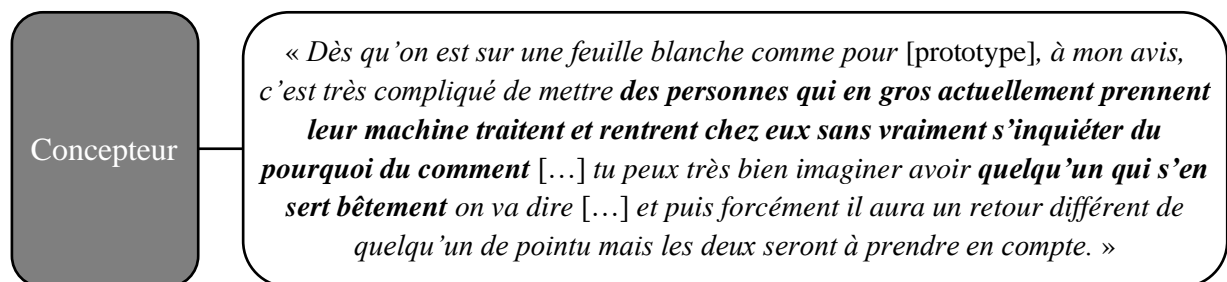 Concepteur
« Dès qu’on est sur une feuille blanche comme pour [prototype], à mon avis,
c’est très compliqué de mettre des personnes qui en gros actuellement prennent
leur machine traitent et rentrent chez eux sans vraiment s’inquiéter du
pourquoi du comment […] tu peux très bien imaginer avoir quelqu’un qui s’en
sert bêtement on va dire […] et puis forcément il aura un retour différent de
quelqu’un de pointu mais les deux seront à prendre en compte. »